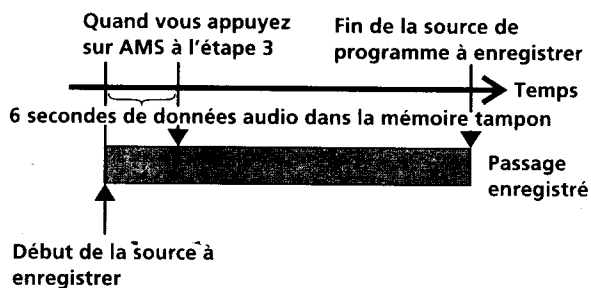 Quand vous appuyez
sur AMS à l'étape 3
Fin de la source de
programme à enregistrer
Temps
6 secondes de données audio dans la mémoire tampon
Passage
enregistré
Début de la source à
enregistrer